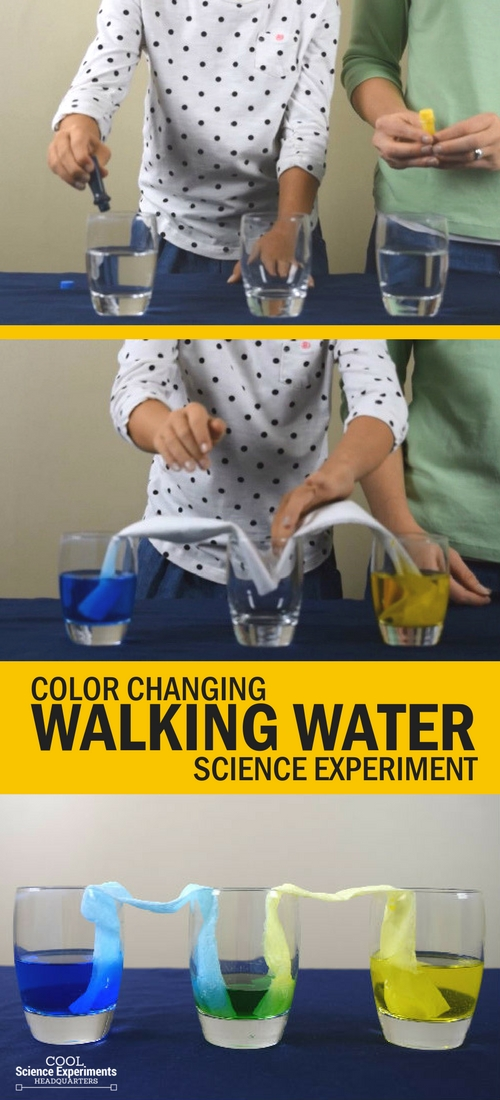 COLOR CHANGING
WALKING WATER
SCIENCE EXPERIMENT
COOL
Science Experiments
HEADQUARTERS